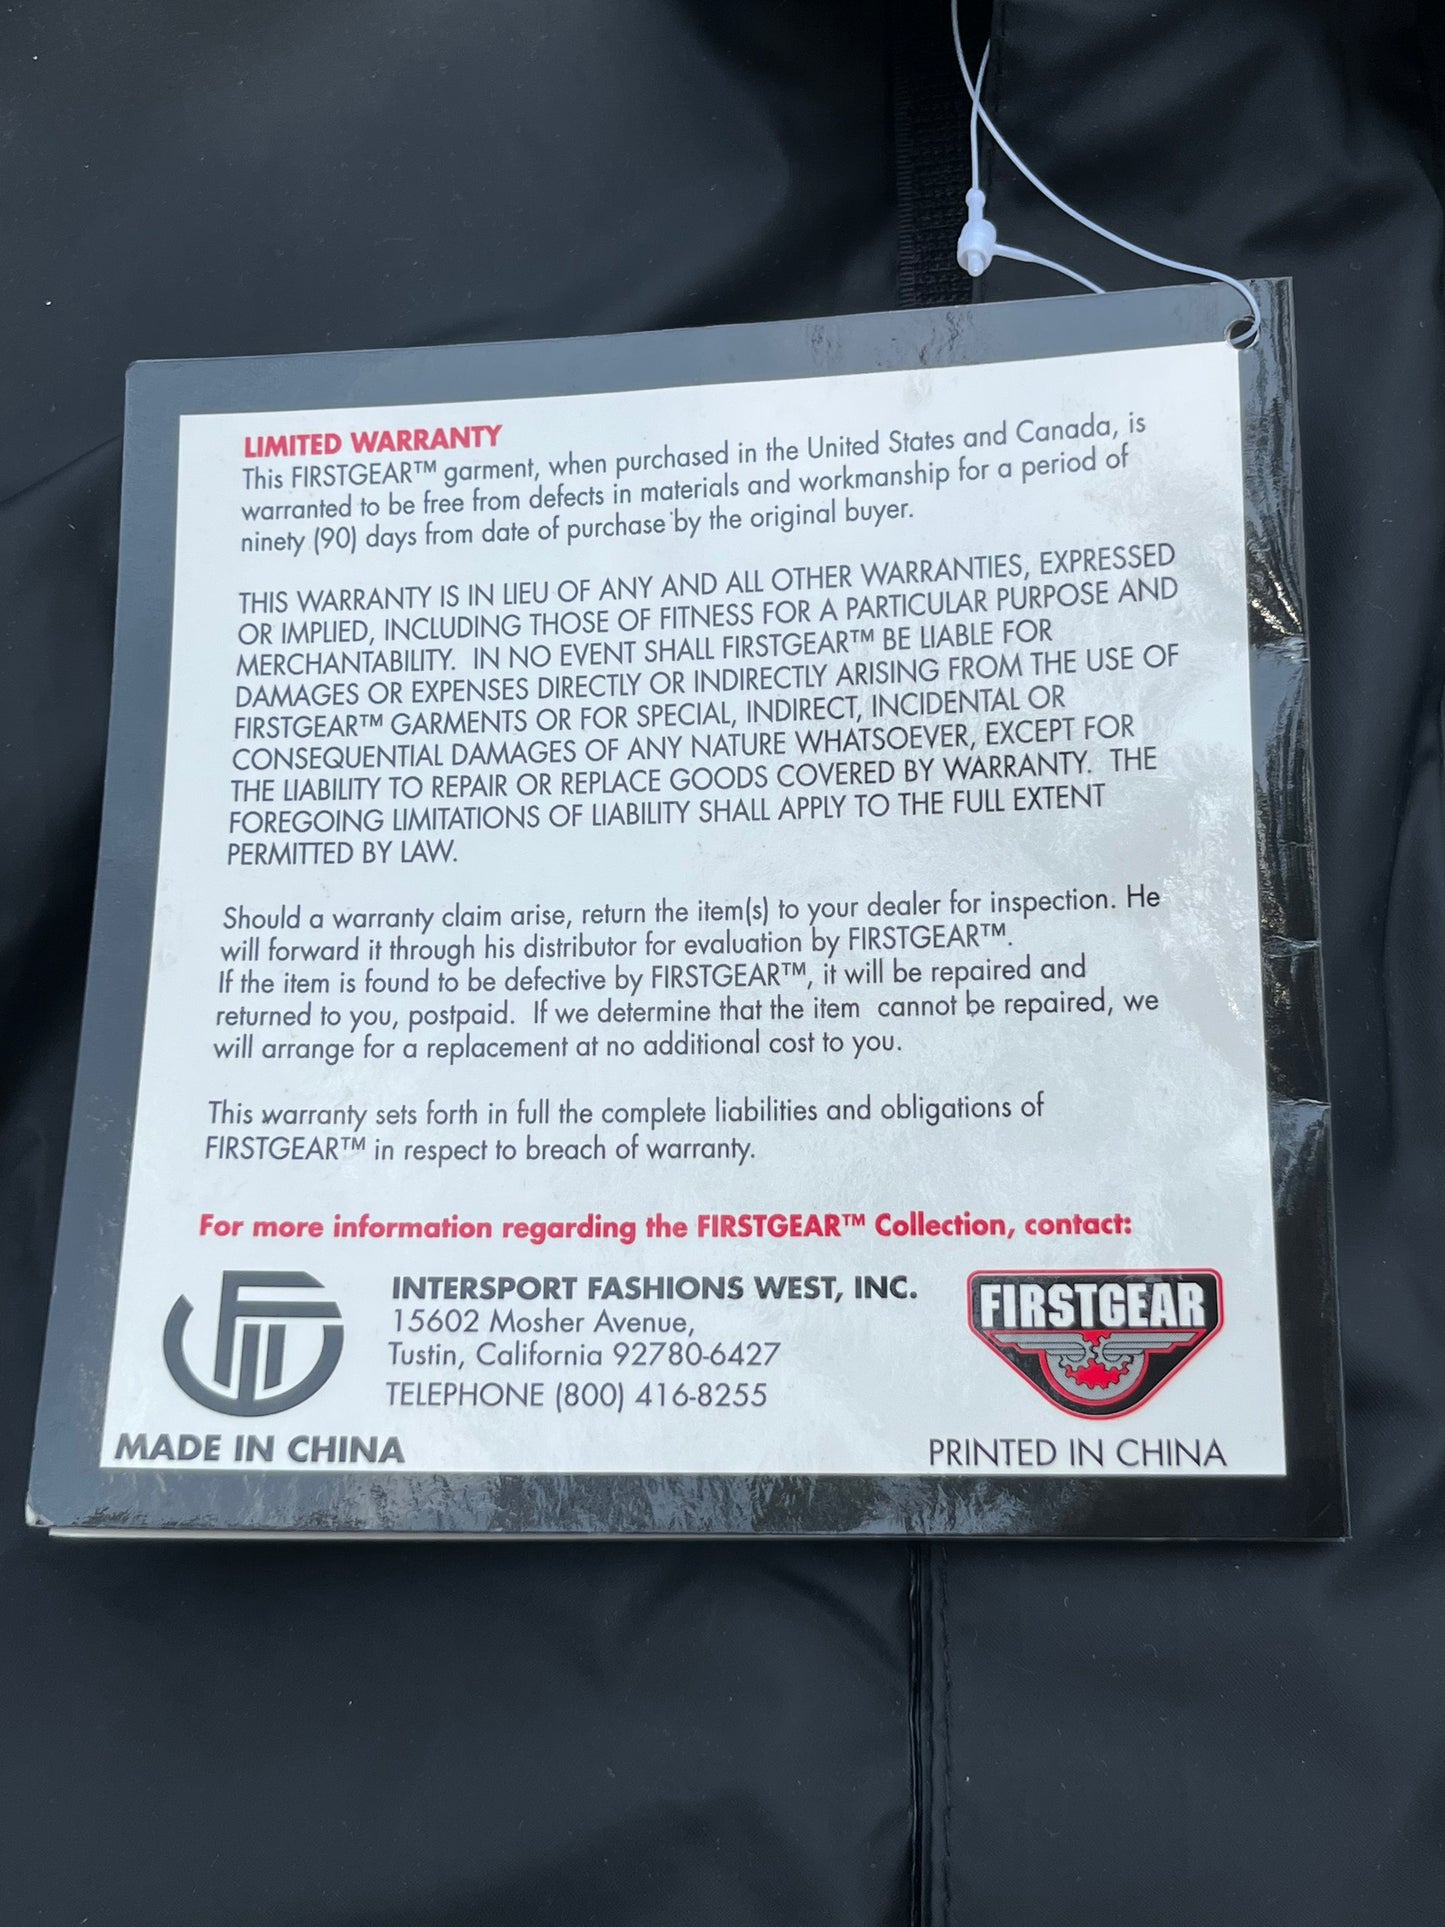 LIMITED WARRANTY
This FIRSTGEAR™ garment, when purchased in the United States and Canada, is
warranted to be free from defects in materials and workmanship for a period of
ninety (90) days from date of purchase by the original buyer.
THIS WARRANTY IS IN LIEU OF ANY AND ALL OTHER WARRANTIES, EXPRESSED
OR IMPLIED, INCLUDING THOSE OF FITNESS FOR A PARTICULAR PURPOSE AND
MERCHANTABILITY. IN NO EVENT SHALL FIRSTGEAR™ BE LIABLE FOR
DAMAGES OR EXPENSES DIRECTLY OR INDIRECTLY ARISING FROM THE USE OF
FIRSTGEAR™ GARMENTS OR FOR SPECIAL, INDIRECT, INCIDENTAL OR
CONSEQUENTIAL DAMAGES OF ANY NATURE WHATSOEVER, EXCEPT FOR
THE LIABILITY TO REPAIR OR REPLACE GOODS COVERED BY WARRANTY. THE
FOREGOING LIMITATIONS OF LIABILITY SHALL APPLY TO THE FULL EXTENT
PERMITTED BY LAW.
Should a warranty claim arise, return the item(s) to your dealer for inspection. He
will forward it through his distributor for evaluation by FIRSTGEAR™.
If the item is found to be defective by FIRSTGEAR™, it will be repaired and
returned to you, postpaid. If we determine that the item cannot be repaired, we
will arrange for a replacement at no additional cost to you.
This warranty sets forth in full the complete liabilities and obligations of
FIRSTGEAR™ in respect to breach of warranty.
For more information regarding the FIRSTGEAR™ Collection, contact:
INTERSPORT FASHIONS WEST, INC.
15602 Mosher Avenue,
Tustin, California 92780-6427
TELEPHONE (800) 416-8255
FIRSTGEAR
MADE IN CHINA
PRINTED IN CHINA